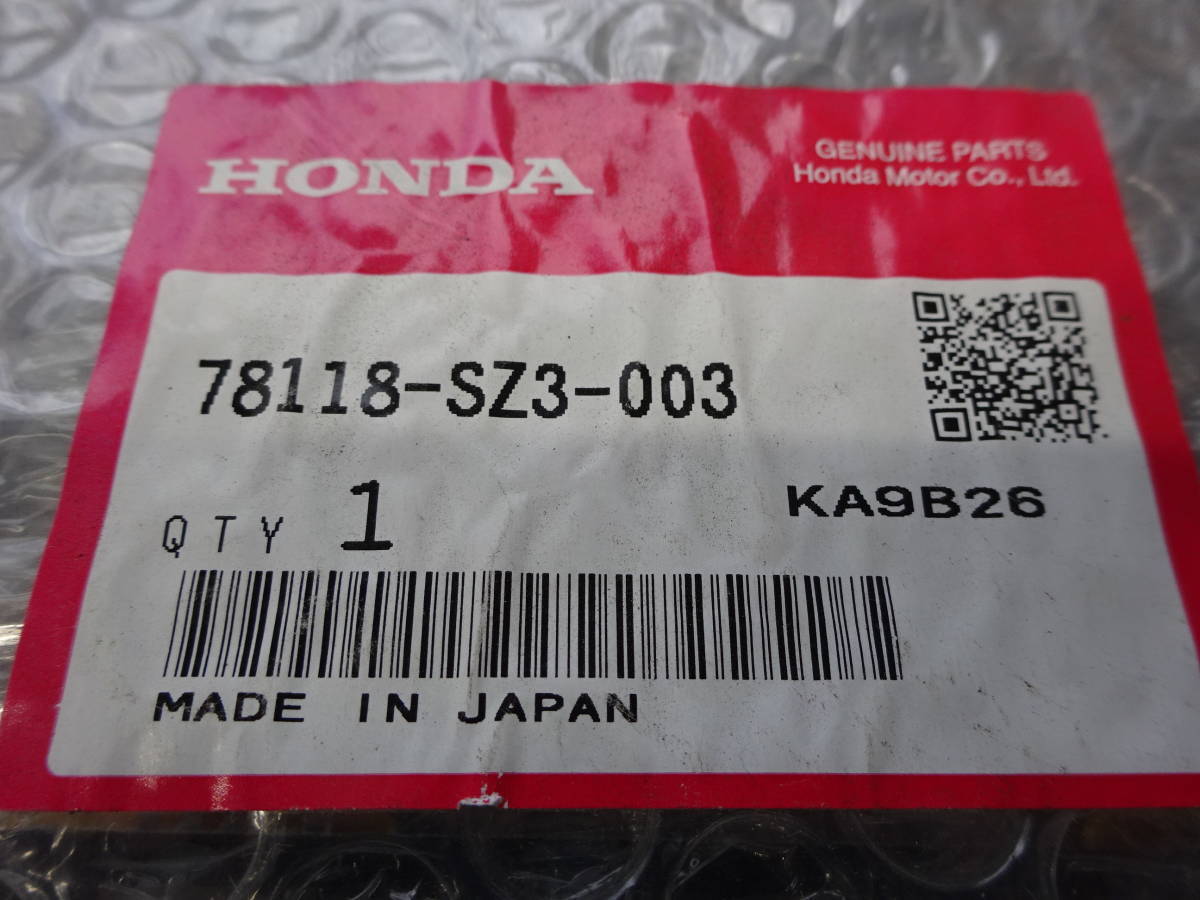 HONDA
GENUINE PARTS
Honda Motor Co., Ltd.
78118-SZ3-003
QTY 1
KA9B26
MADE IN JAPAN